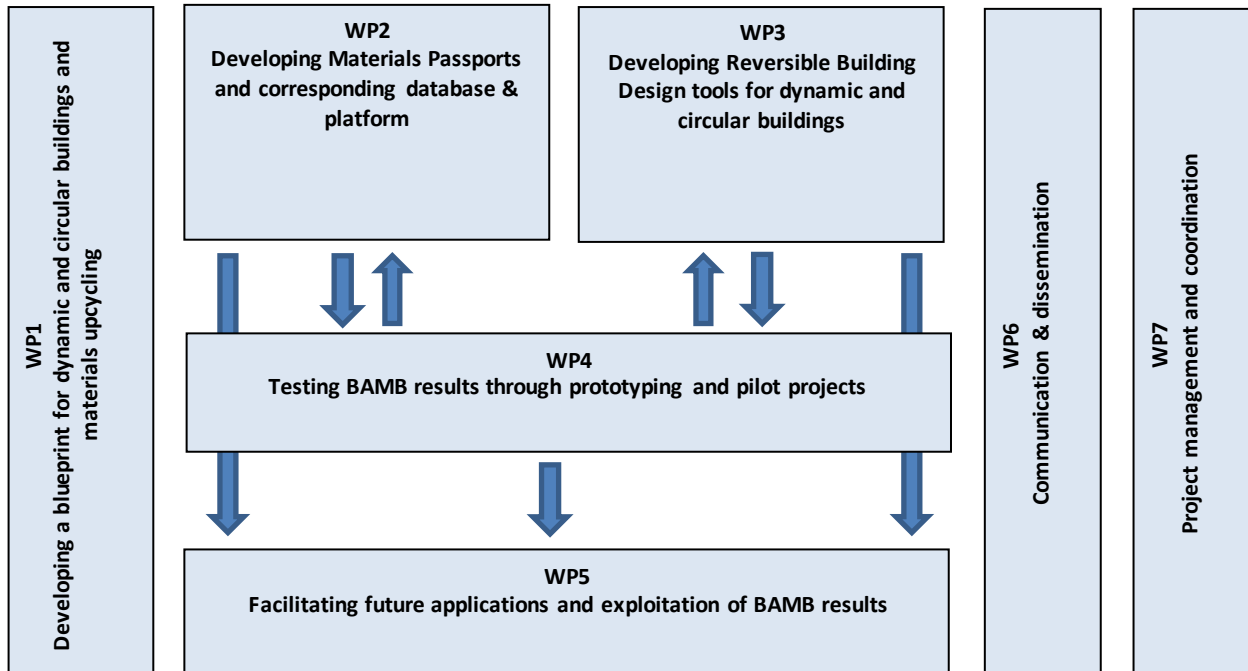 WP1
Developing a blueprint for dynamic and circular buildings and
materials upcycling
WP2
Developing Materials Passports
and corresponding database &
platform
WP3
Developing Reversible Building
Design tools for dynamic and
circular buildings
WP4
Testing BAMB results through prototyping and pilot projects
WP5
Facilitating future applications and exploitation of BAMB results
WP6
Communication & dissemination
WP7
Project management and coordination